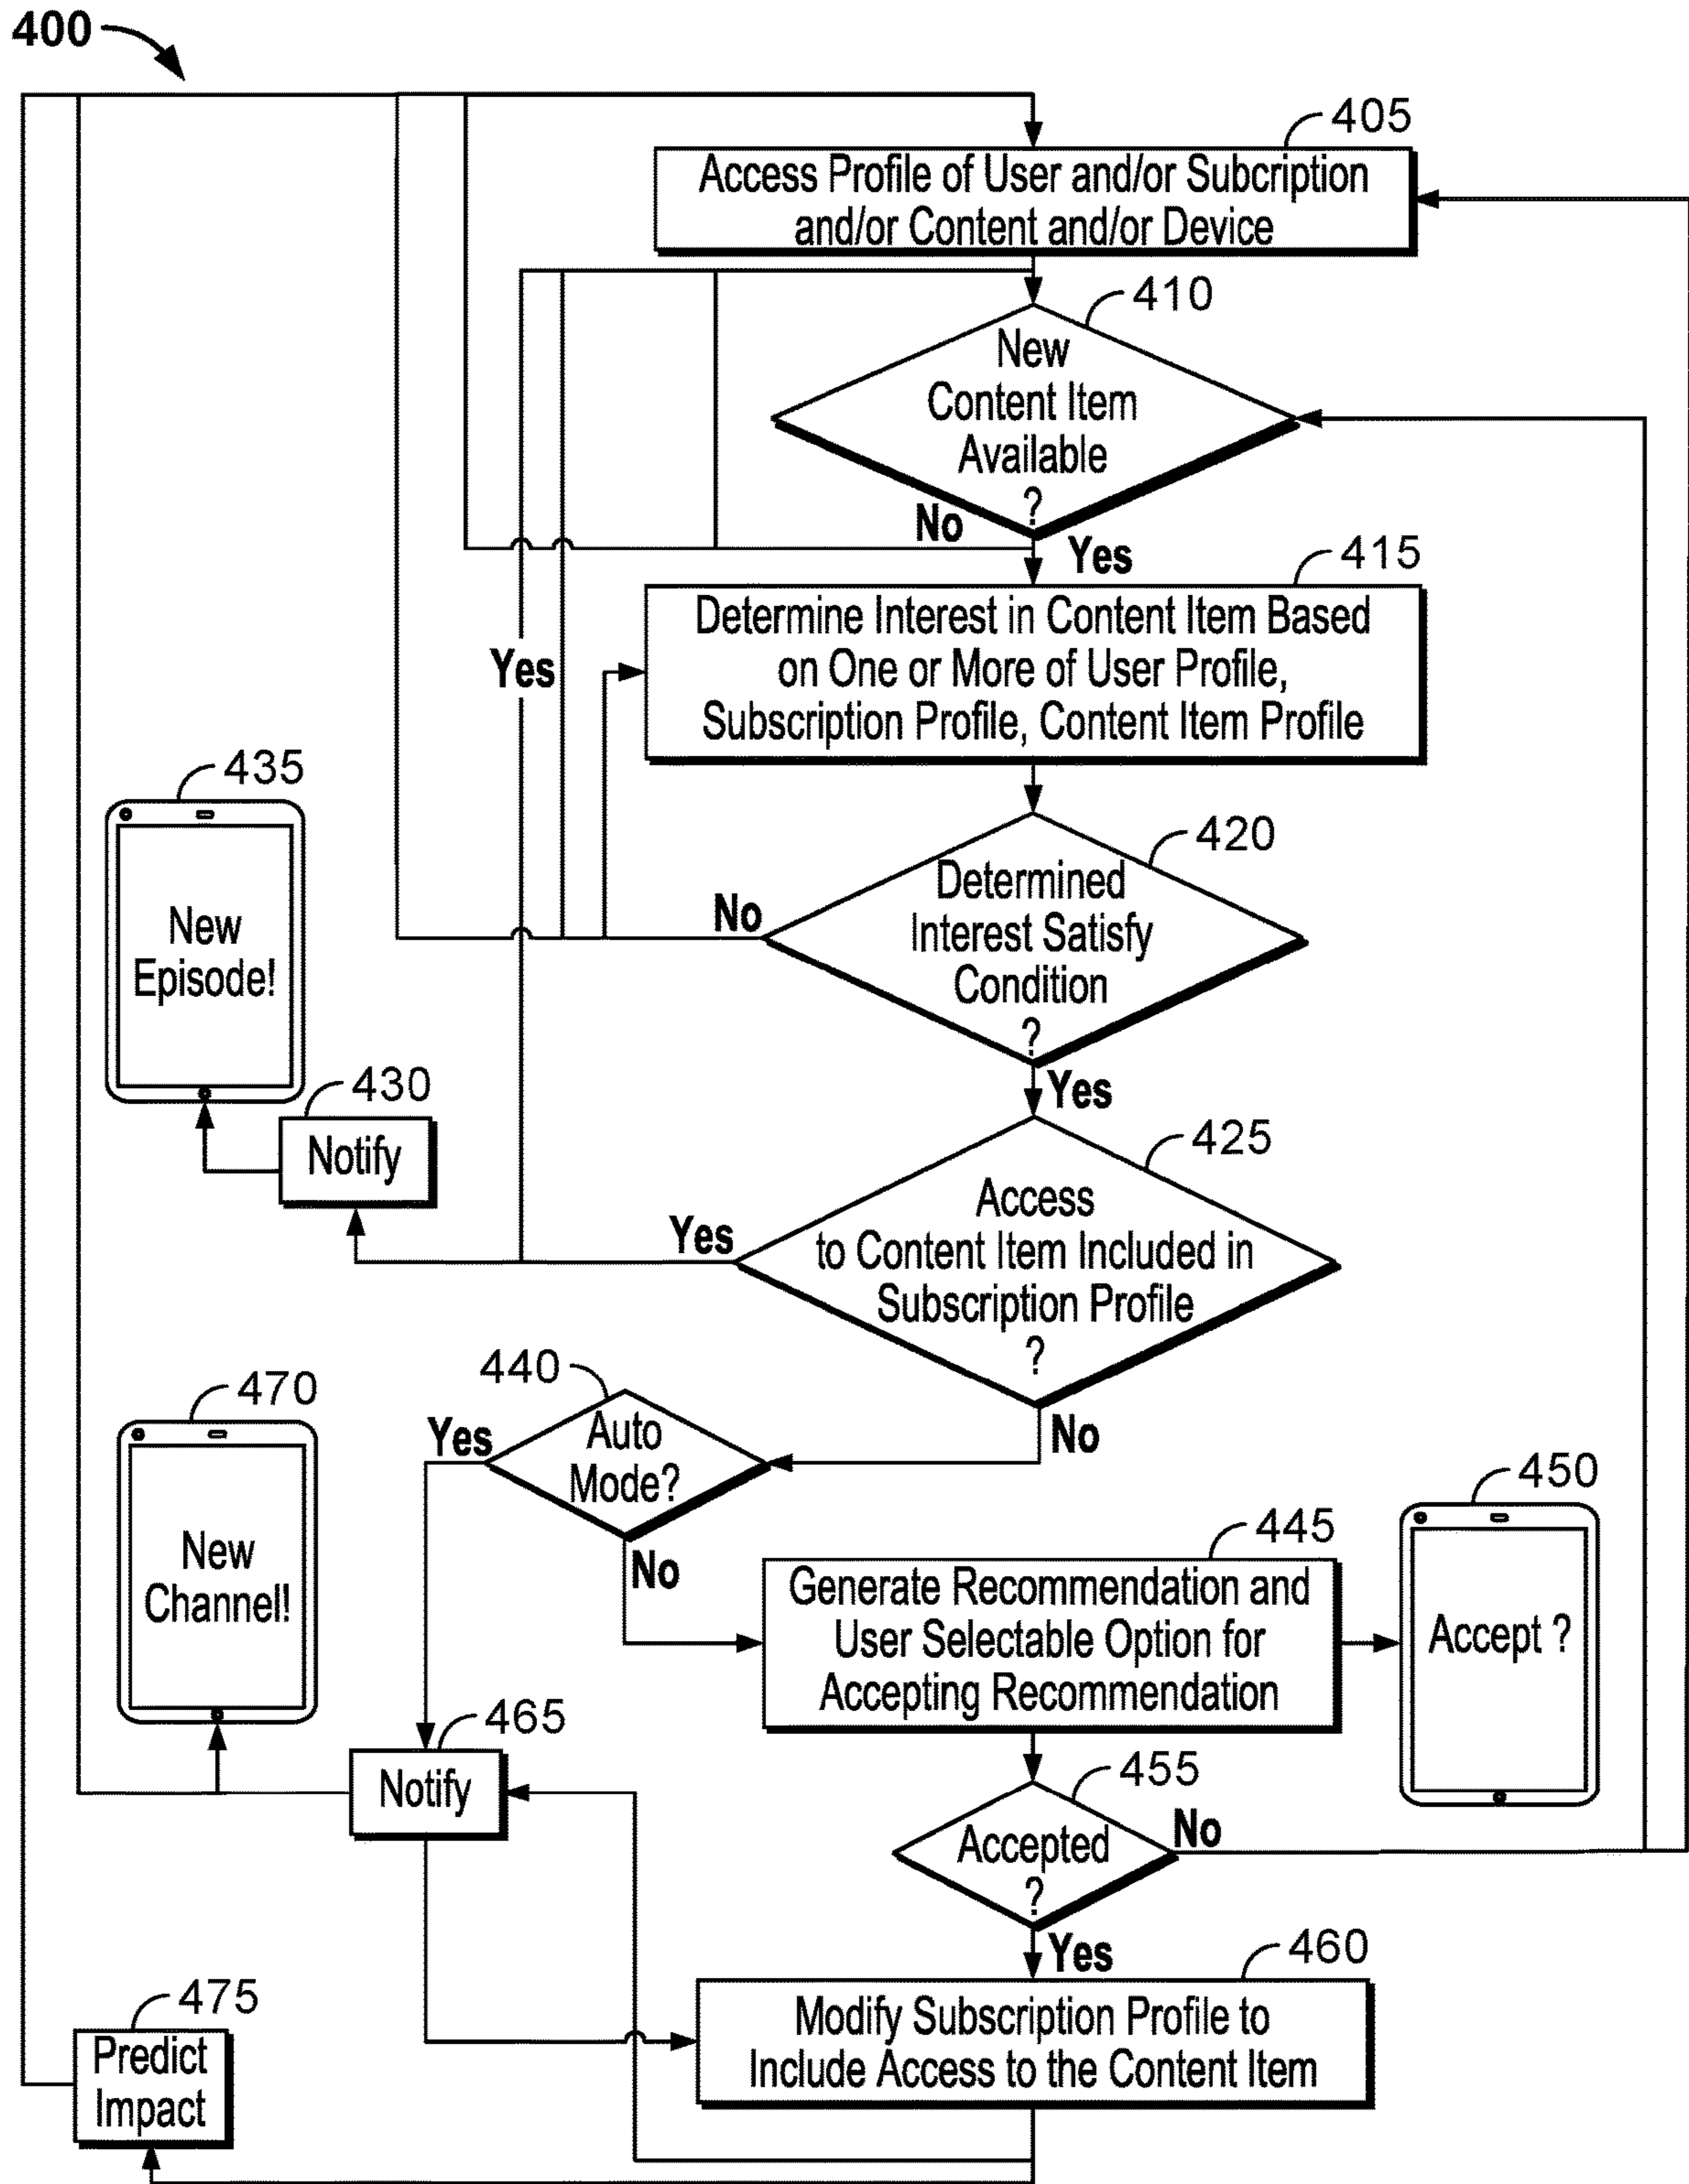 400
405
Access Profile of User and/or Subcription
and/or Content and/or Device
410
New
Content Item
Available
?
No
Yes
415
Determine Interest in Content Item Based
on One or More of User Profile,
Subscription Profile, Content Item Profile
Yes
435
New
Episode!
420
Determined
Interest Satisfy
Condition
?
No
Yes
430
Notify
425
Access
to Content Item Included in
Subscription Profile
?
Yes
No
440
Auto
Mode?
Yes
No
470
New
Channel!
445
Generate Recommendation and
User Selectable Option for
Accepting Recommendation
450
Accept ?
465
Notify
455
Accepted
?
No
Yes
460
Modify Subscription Profile to
Include Access to the Content Item
475
Predict
Impact